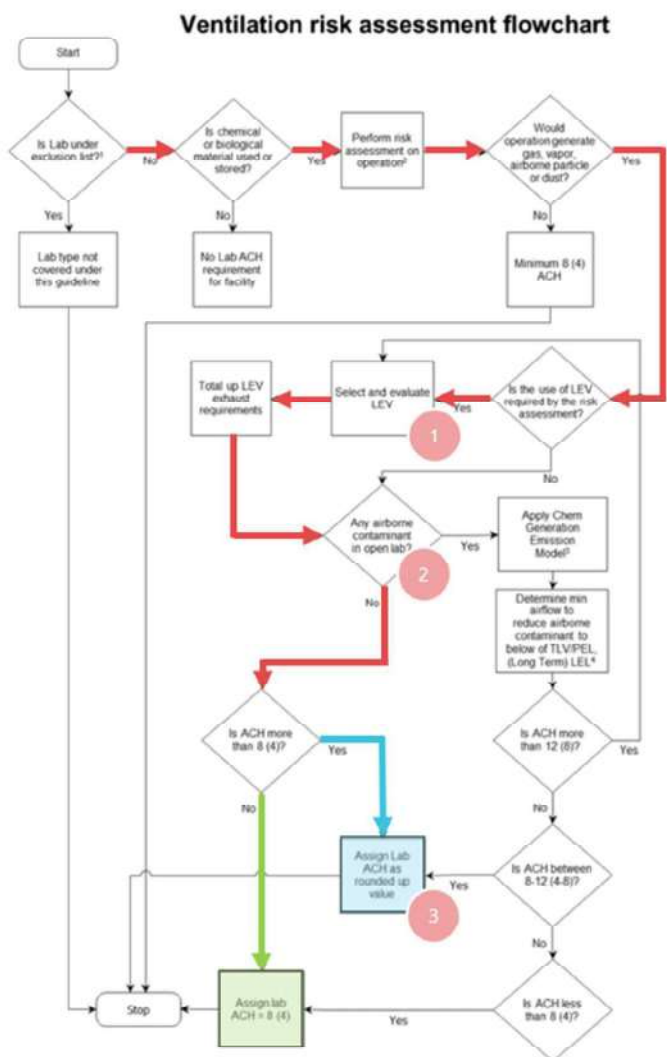 Ventilation risk assessment flowchart
Start
Is Lab under
exclusion list?¹
No
Is chemical
or biological
material used or
stored?
Yes
Perform risk
assessment on
operation²
Would
operation generate
gas, vapor,
airborne particle
or dust?
Yes
Yes
Lab type not
covered under
this guideline
No
No Lab ACH
requirement
for facility
No
Minimum 8 (4)
ACH
Total up LEV
exhaust
requirements
Select and evaluate
LEV
1
Yes
Is the use of LEV
required by the risk
assessment?
No
Any airborne
contaminant
in open lab?
2
Yes
Apply Chem
Generation
Emission
Model³
No
Determine min
airflow to
reduce airborne
contaminant to
below of TLV/PEL,
(Long Term) LEL⁴
Is ACH more
than 8 (4)?
Yes
Is ACH more
than 12 (8)?
Yes
No
No
Assign Lab
ACH as
rounded up
value
3
Yes
Is ACH between
8-12 (4-8)?
No
Stop
Assign lab
ACH = 8 (4)
Yes
Is ACH less
than 8 (4)?